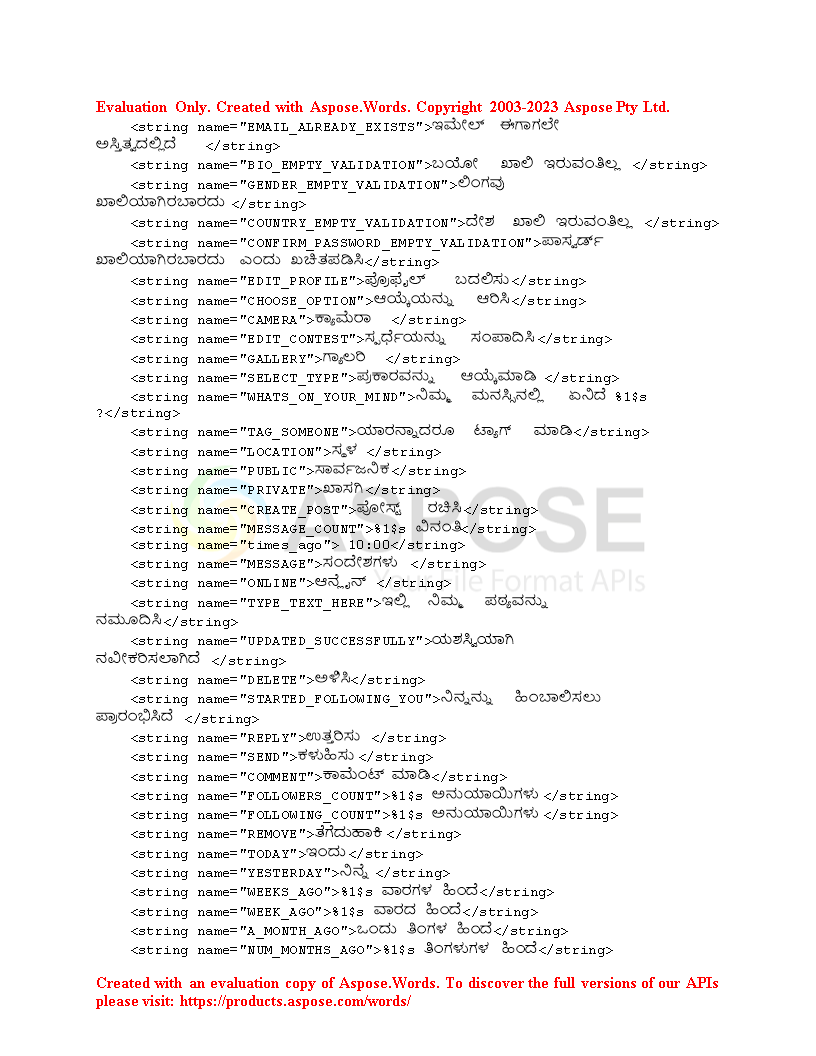 Evaluation Only. Created with Aspose.Words. Copyright 2003-2023 Aspose Pty Ltd.
<string name="EMAIL_ALREADY_EXISTS">ಇಮೇಲ್ ಈಗಾಗಲೇ
ಅಸ್ತಿತ್ವದಲ್ಲಿದೆ </string>
<string name="BIO_EMPTY_VALIDATION">ಬಯೋ ಖಾಲಿ ಇರುವಂತಿಲ್ಲ </string>
<string name="GENDER_EMPTY_VALIDATION">ಲಿಂಗವು
ಖಾಲಿಯಾಗಿರಬಾರದು </string>
<string name="COUNTRY_EMPTY_VALIDATION">ದೇಶ ಖಾಲಿ ಇರುವಂತಿಲ್ಲ </string>
<string name="CONFIRM_PASSWORD_EMPTY_VALIDATION">ಪಾಸ್ವರ್ಡ್
ಖಾಲಿಯಾಗಿರಬಾರದು ಎಂದು ಖಚಿತಪಡಿಸಿ</string>
<string name="EDIT_PROFILE">ಪ್ರೊಫೈಲ್ ಬದಲಿಸು</string>
<string name="CHOOSE_OPTION">ಆಯ್ಕೆಯನ್ನು ಆರಿಸಿ</string>
<string name="CAMERA">ಕ್ಯಾಮೆರಾ </string>
<string name="EDIT_CONTEST">ಸ್ಪರ್ಧೆಯನ್ನು ಸಂಪಾದಿಸಿ</string>
<string name="GALLERY">ಗ್ಯಾಲರಿ </string>
<string name="SELECT_TYPE">ಪ್ರಕಾರವನ್ನು ಆಯ್ಕೆಮಾಡಿ </string>
<string name="WHATS_ON_YOUR_MIND">ನಿಮ್ಮ ಮನಸ್ಸಿನಲ್ಲಿ ಏನಿದೆ %1$s
?</string>
<string name="TAG_SOMEONE">ಯಾರನ್ನಾದರೂ ಟ್ಯಾಗ್ ಮಾಡಿ</string>
<string name="LOCATION">ಸ್ಥಳ </string>
<string name="PUBLIC">ಸಾರ್ವಜನಿಕ</string>
<string name="PRIVATE">ಖಾಸಗಿ</string>
<string name="CREATE_POST">ಪೋಸ್ಟ್ ರಚಿಸಿ</string>
<string name="MESSAGE_COUNT">%1$s ವಿನಂತಿ</string>
<string name="times_ago"> 10:00</string>
<string name="MESSAGE">ಸಂದೇಶಗಳು </string>
<string name="ONLINE">ಆನ್ಲೈನ್ </string>
<string name="TYPE_TEXT_HERE">ಇಲ್ಲಿ ನಿಮ್ಮ ಪಠ್ಯವನ್ನು
ನಮೂದಿಸಿ</string>
<string name="UPDATED_SUCCESSFULLY">ಯಶಸ್ವಿಯಾಗಿ
ನವೀಕರಿಸಲಾಗಿದೆ </string>
<string name="DELETE">ಅಳಿಸಿ</string>
<string name="STARTED_FOLLOWING_YOU">ನಿನ್ನನ್ನು ಹಿಂಬಾಲಿಸಲು
ಪ್ರಾರಂಭಿಸಿದೆ </string>
<string name="REPLY">ಉತ್ತರಿಸು </string>
<string name="SEND">ಕಳುಹಿಸು </string>
<string name="COMMENT">ಕಾಮೆಂಟ್ ಮಾಡಿ</string>
<string name="FOLLOWERS_COUNT">%1$s ಅನುಯಾಯಿಗಳು </string>
<string name="FOLLOWING_COUNT">%1$s ಅನುಯಾಯಿಗಳು </string>
<string name="REMOVE">ತೆಗೆದುಹಾಕಿ </string>
<string name="TODAY">ಇಂದು</string>
<string name="YESTERDAY">ನಿನ್ನೆ </string>
<string name="WEEKS_AGO">%1$s ವಾರಗಳ ಹಿಂದೆ</string>
<string name="WEEK_AGO">%1$s ವಾರದ ಹಿಂದೆ</string>
<string name="A_MONTH_AGO">ಒಂದು ತಿಂಗಳ ಹಿಂದೆ</string>
<string name="NUM_MONTHS_AGO">%1$s ತಿಂಗಳುಗಳ ಹಿಂದೆ</string>
ASPOSE
File Format APIs
Created with an evaluation copy of Aspose.Words. To discover the full versions of our APIs
please visit: https://products.aspose.com/words/